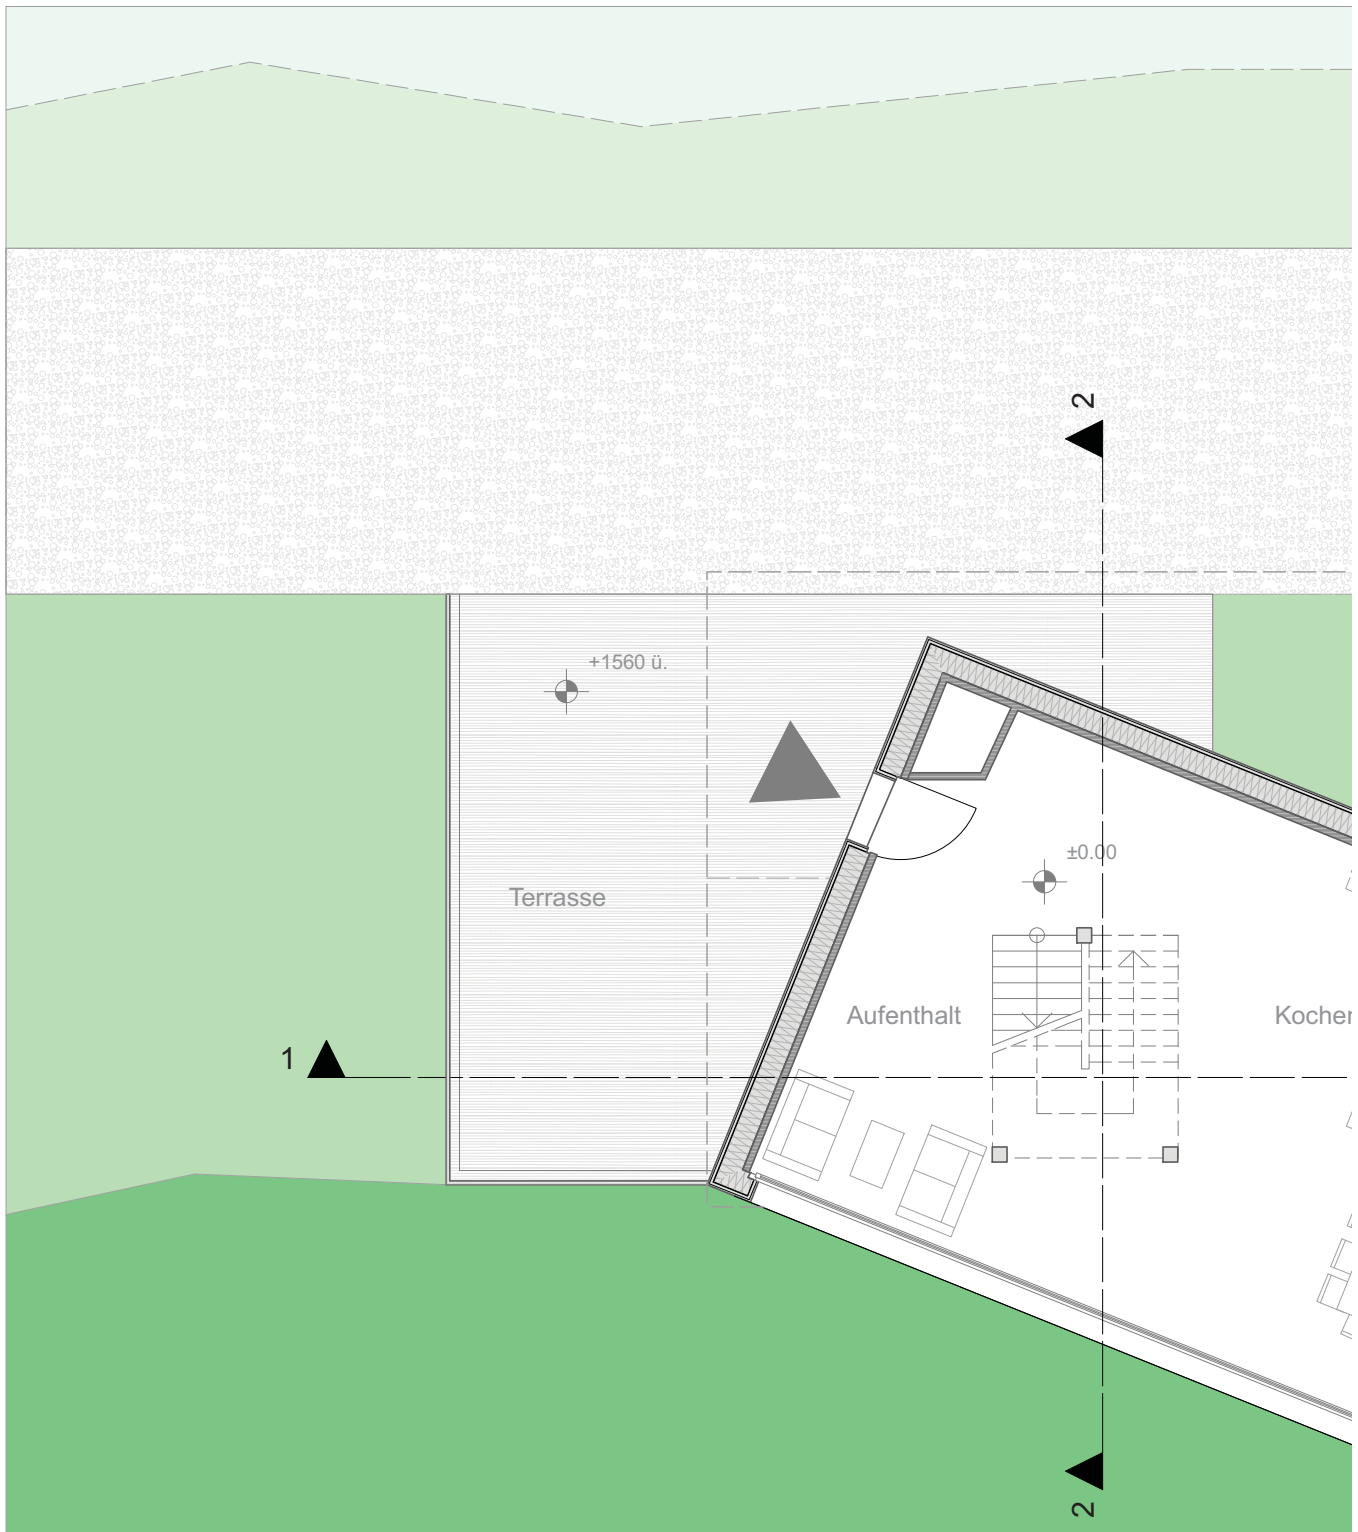 2
+1560 ü.
±0.00
Terrasse
Aufenthalt
Kochen
1
2